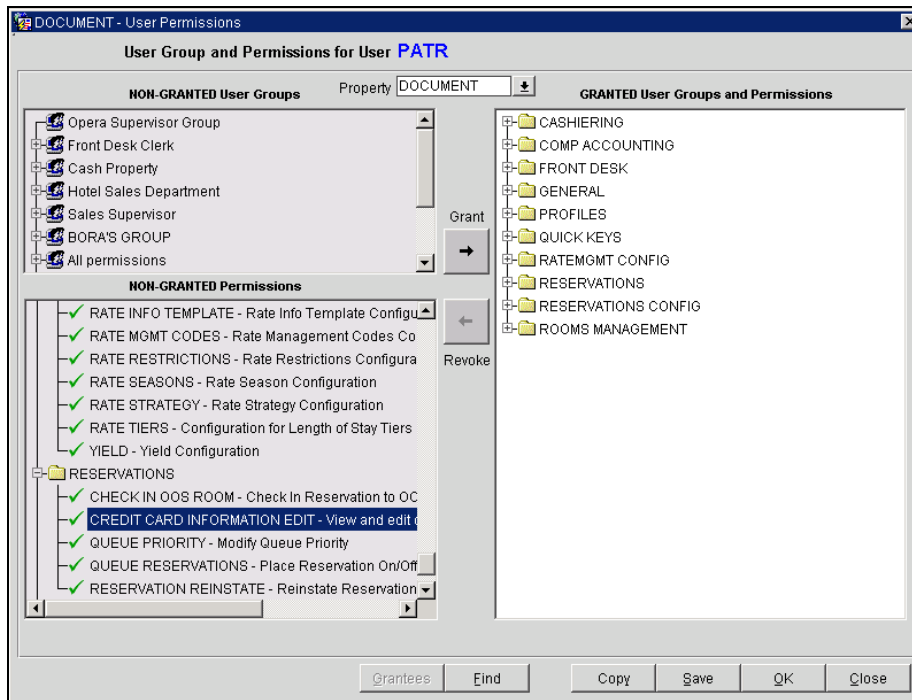 DOCUMENT - User Permissions
User Group and Permissions for User PATR
Property DOCUMENT
NON-GRANTED User Groups
GRANTED User Groups and Permissions
Opera Supervisor Group
Front Desk Clerk
Cash Property
Hotel Sales Department
Sales Supervisor
BORA'S GROUP
All permissions
Grant
Revoke
NON-GRANTED Permissions
RATE INFO TEMPLATE - Rate Info Template Configu
RATE MGMT CODES - Rate Management Codes Co
RATE RESTRICTIONS - Rate Restrictions Configura
RATE SEASONS - Rate Season Configuration
RATE STRATEGY - Rate Strategy Configuration
RATE TIERS - Configuration for Length of Stay Tiers
YIELD - Yield Configuration
RESERVATIONS
CHECK IN OOS ROOM - Check In Reservation to OC
CREDIT CARD INFORMATION EDIT - View and edit c
QUEUE PRIORITY - Modify Queue Priority
QUEUE RESERVATIONS - Place Reservation On/Off
RESERVATION REINSTATE - Reinstate Reservation
CASHIERING
COMP ACCOUNTING
FRONT DESK
GENERAL
PROFILES
QUICK KEYS
RATEMGMT CONFIG
RESERVATIONS
RESERVATIONS CONFIG
ROOMS MANAGEMENT
Grantees
Find
Copy
Save
OK
Close